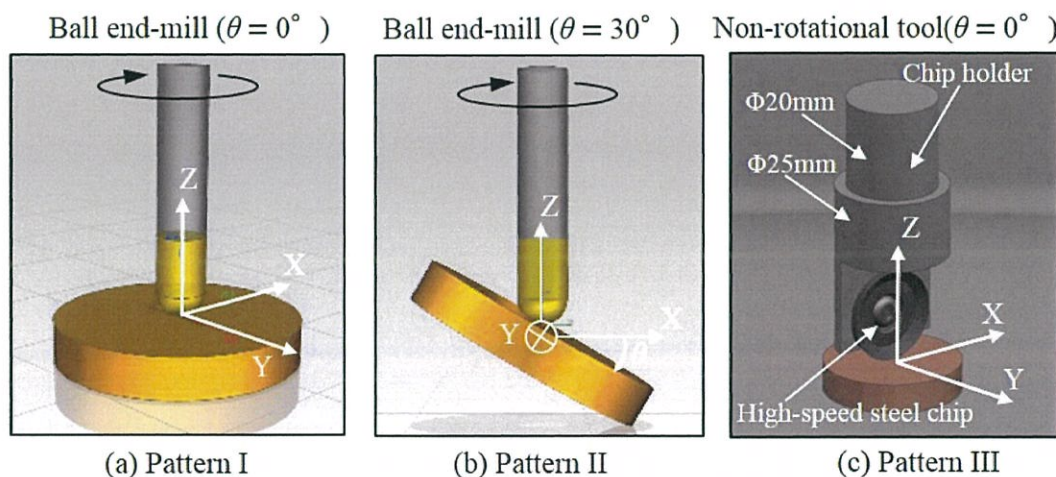 Ball end-mill (θ = 0° )
Ball end-mill (θ = 30° )
Non-rotational tool(θ = 0° )
Z
X
Y
Z
Y
X
Chip holder
Φ20mm
Φ25mm
Z
X
Y
High-speed steel chip
(a) Pattern I
(b) Pattern II
(c) Pattern III